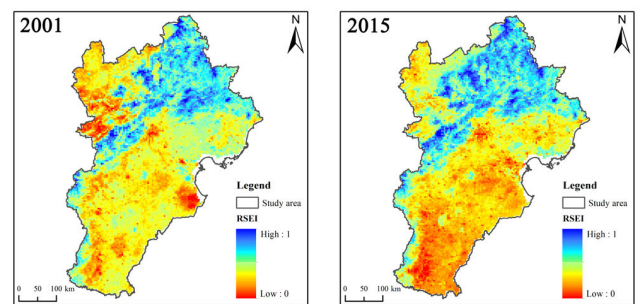 2001
N
Legend
Study area
RSEI
High : 1
Low : 0
0 50 100 km
2015
N
Legend
Study area
RSEI
High : 1
Low : 0
0 50 100 km